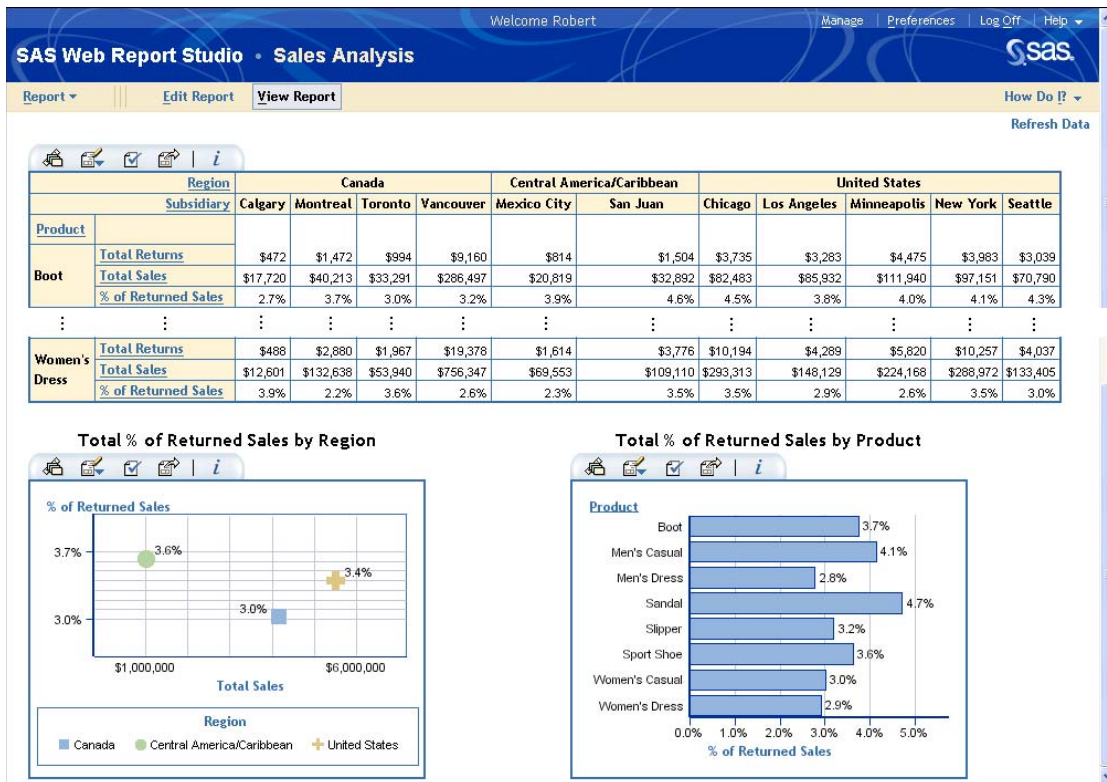 Welcome Robert
Manage | Preferences | Log Off | Help
SAS Web Report Studio • Sales Analysis
sas.
Report
Edit Report
View Report
How Do I?
Refresh Data
Region Canada Central America/Caribbean United States
Subsidiary Calgary Montreal Toronto Vancouver Mexico City San Juan Chicago Los Angeles Minneapolis New York Seattle
Product
Boot
Total Returns $472 $1,472 $994 $9,160 $814 $1,504 $3,735 $3,283 $4,475 $3,983 $3,039
Total Sales $17,720 $40,213 $33,291 $286,497 $20,819 $32,892 $82,483 $85,932 $111,940 $97,151 $70,790
% of Returned Sales 2.7% 3.7% 3.0% 3.2% 3.9% 4.6% 4.5% 3.8% 4.0% 4.1% 4.3%
Women's
Dress
Total Returns $488 $2,880 $1,967 $19,378 $1,614 $3,776 $10,194 $4,289 $5,820 $10,257 $4,037
Total Sales $12,601 $132,638 $53,940 $756,347 $69,553 $109,110 $293,313 $148,129 $224,168 $288,972 $133,405
% of Returned Sales 3.9% 2.2% 3.6% 2.6% 2.3% 3.5% 3.5% 2.9% 2.6% 3.5% 3.0%
Total % of Returned Sales by Region
% of Returned Sales
3.7%
3.6%
3.4%
3.0%
3.0%
$1,000,000 $6,000,000
Total Sales
Region
Canada Central America/Caribbean United States
Total % of Returned Sales by Product
Product
Boot 3.7%
Men's Casual 4.1%
Men's Dress 2.8%
Sandal 4.7%
Slipper 3.2%
Sport Shoe 3.6%
Women's Casual 3.0%
Women's Dress 2.9%
0.0% 1.0% 2.0% 3.0% 4.0% 5.0%
% of Returned Sales